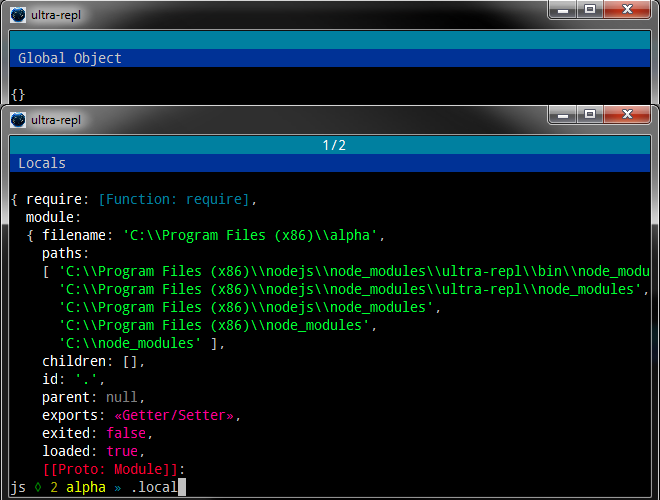 ultra-repl
Global Object
{}
ultra-repl
1/2
Locals
{ require: [Function: require],
module:
{ filename: 'C:\\Program Files (x86)\\alpha',
paths:
[ 'C:\\Program Files (x86)\\nodejs\\node_modules\\ultra-repl\\bin\\node_modu
'C:\\Program Files (x86)\\nodejs\\node_modules\\ultra-repl\\node_modules',
'C:\\Program Files (x86)\\nodejs\\node_modules',
'C:\\Program Files (x86)\\node_modules',
'C:\\node_modules' ],
children: [],
id: '.',
parent: null,
exports: «Getter/Setter»,
exited: false,
loaded: true,
[[Proto: Module]]:
js ◊ 2 alpha » .local